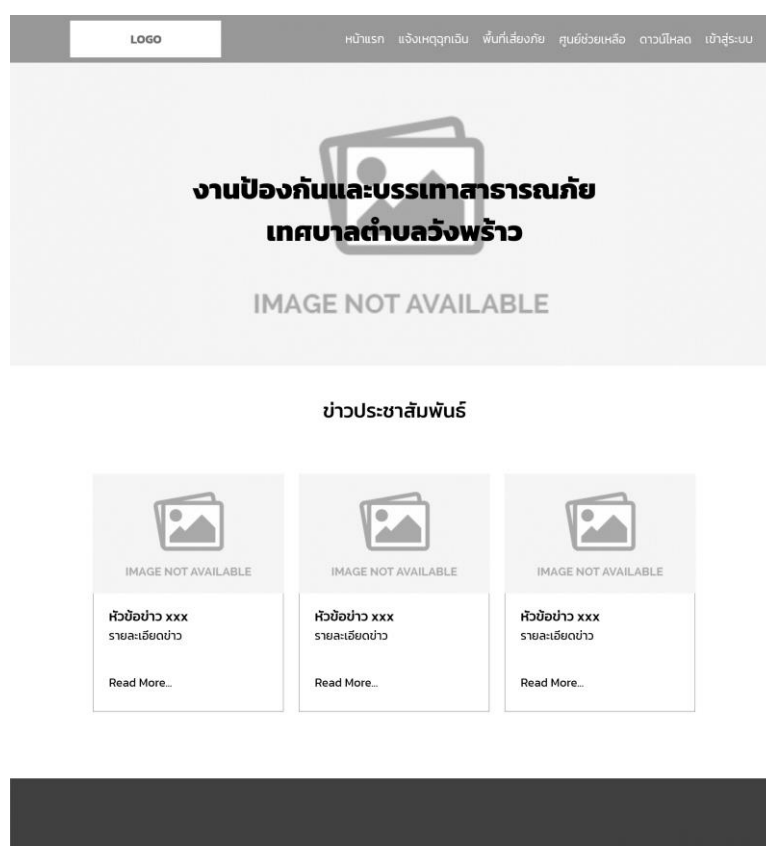 LOGO
หน้าแรก แจ้งเหตุฉุกเฉิน พื้นที่เสี่ยงภัย ศูนย์ช่วยเหลือ ดาวน์โหลด เข้าสู่ระบบ
งานป้องกันและบรรเทาสาธารณภัย
เทศบาลตำบลวังพร้าว
IMAGE NOT AVAILABLE
ข่าวประชาสัมพันธ์
IMAGE NOT AVAILABLE
หัวข้อข่าว xxx
รายละเอียดข่าว
Read More...
IMAGE NOT AVAILABLE
หัวข้อข่าว xxx
รายละเอียดข่าว
Read More...
IMAGE NOT AVAILABLE
หัวข้อข่าว xxx
รายละเอียดข่าว
Read More...